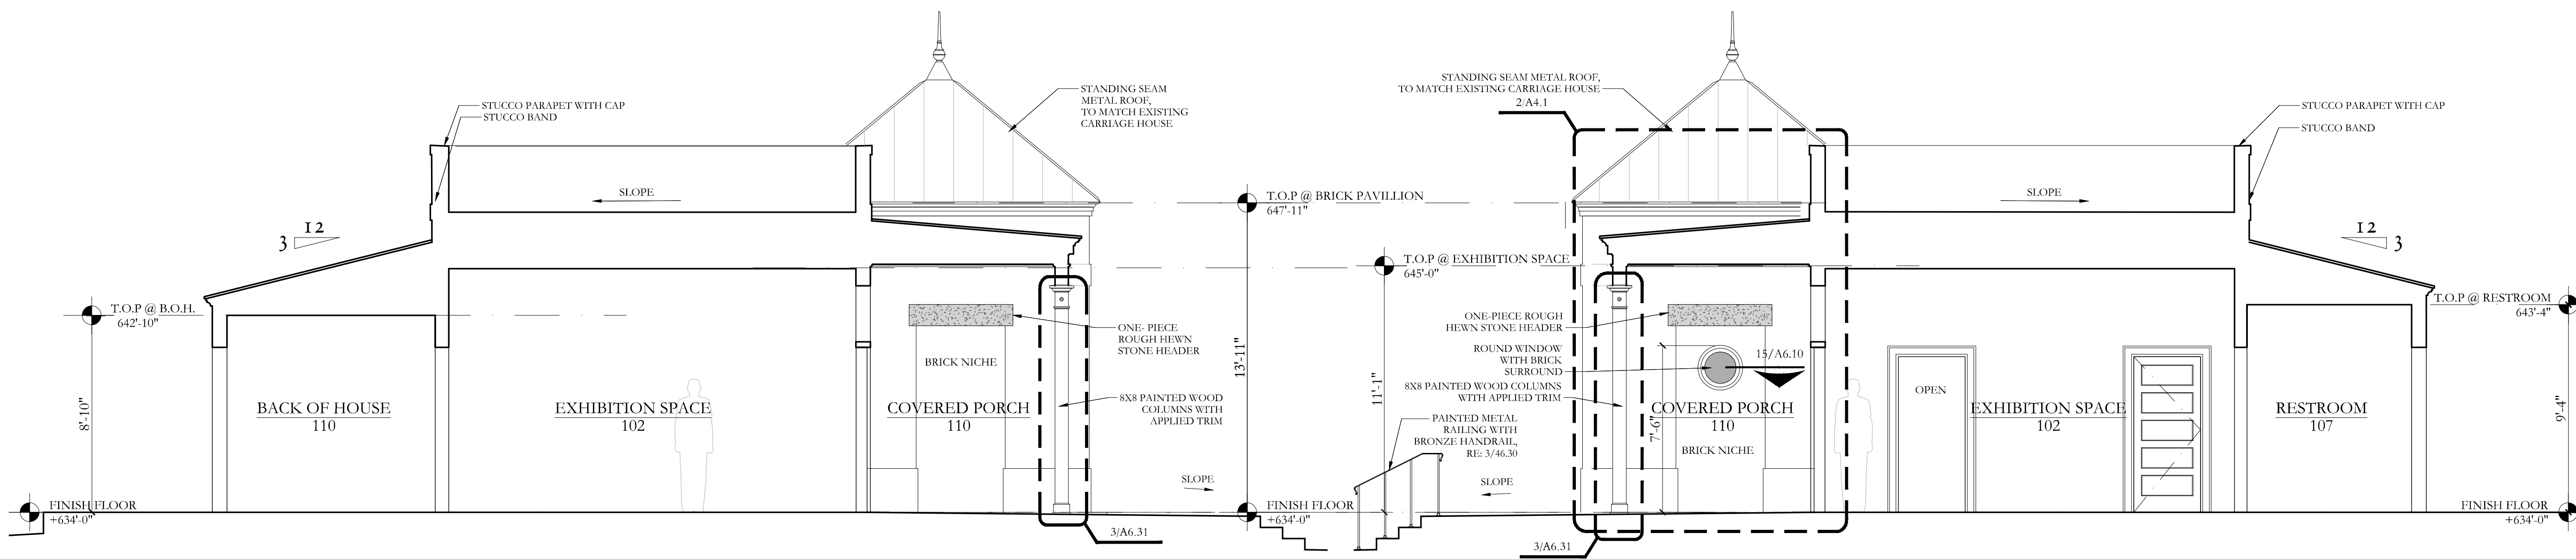 STUCCO PARAPET WITH CAP
STUCCO BAND
STANDING SEAM
METAL ROOF,
TO MATCH EXISTING
CARRIAGE HOUSE
SLOPE
12
3
T.O.P @ B.O.H.
642'-10"
8'-10"
BACK OF HOUSE
110
EXHIBITION SPACE
102
COVERED PORCH
110
BRICK NICHE
ONE- PIECE
ROUGH HEWN
STONE HEADER
8X8 PAINTED WOOD
COLUMNS WITH
APPLIED TRIM
SLOPE
FINISH FLOOR
+634'-0"
3/A6.31
T.O.P @ BRICK PAVILLION
647'-11"
13'-11"
T.O.P @ EXHIBITION SPACE
645'-0"
11'-1"
FINISH FLOOR
+634'-0"
STANDING SEAM METAL ROOF,
TO MATCH EXISTING CARRIAGE HOUSE
2/A4.1
ONE-PIECE ROUGH
HEWN STONE HEADER
ROUND WINDOW
WITH BRICK
SURROUND
8X8 PAINTED WOOD COLUMNS
WITH APPLIED TRIM
PAINTED METAL
RAILING WITH
BRONZE HANDRAIL,
RE: 3/46.30
SLOPE
15/A6.10
COVERED PORCH
110
7'-6"
BRICK NICHE
3/A6.31
STUCCO PARAPET WITH CAP
STUCCO BAND
SLOPE
12
3
OPEN
EXHIBITION SPACE
102
RESTROOM
107
T.O.P @ RESTROOM
643'-4"
9'-4"
FINISH FLOOR
+634'-0"